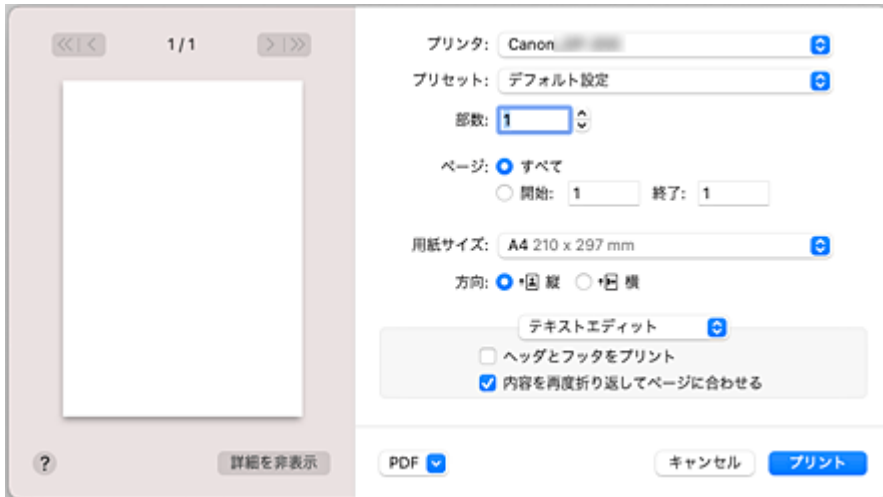 1 / 1
プリンタ: Canon
プリセット: デフォルト設定
部数: 1
ページ: すべて
開始: 1 終了: 1
用紙サイズ: A4 210 x 297 mm
方向: 縦 横
テキストエディット
ヘッダとフッタをプリント
内容を再度折り返してページに合わせる
? 詳細を非表示 PDF キャンセル プリント